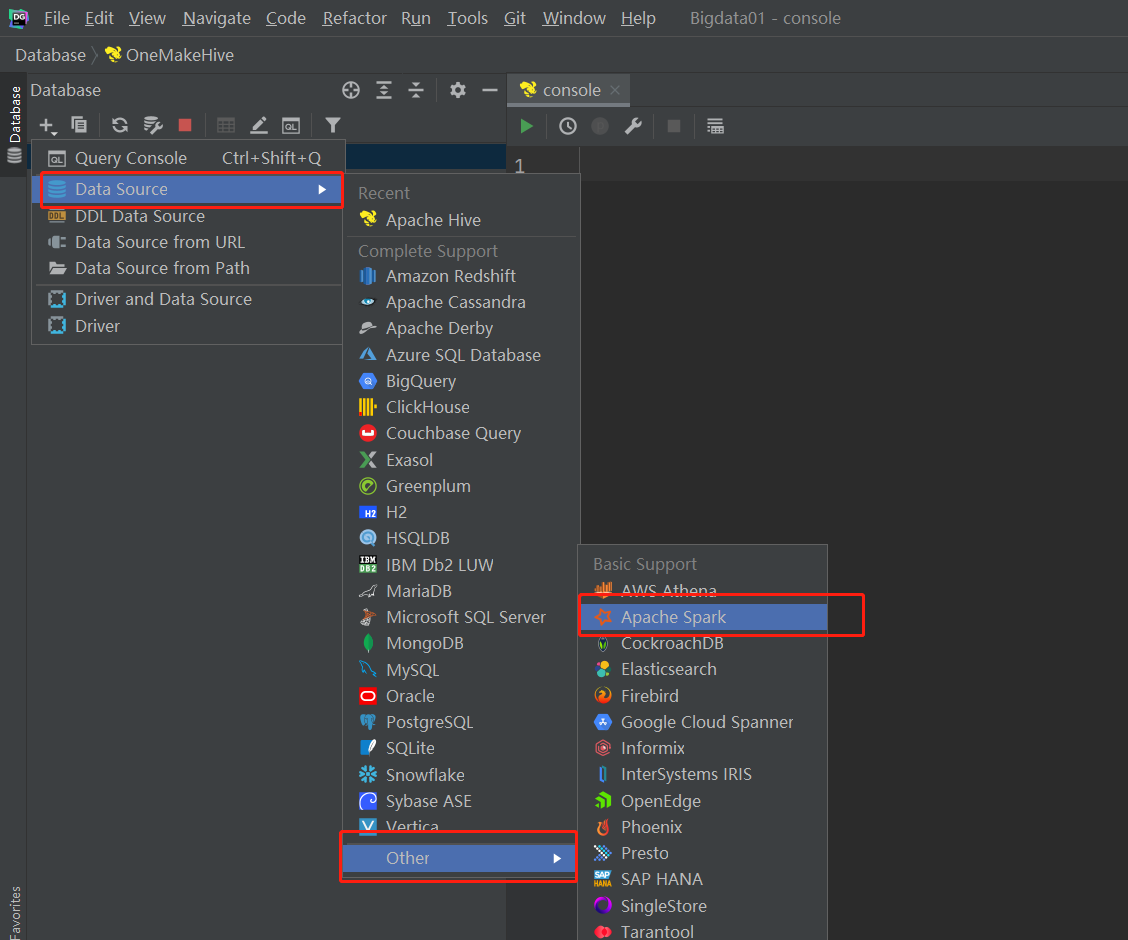 DG File Edit View Navigate Code Refactor Run Tools Git Window Help Bigdata01 - console
Database OneMakeHive
Database
Database
console
QL
1
QL Query Console Ctrl+Shift+Q
Data Source
DDL DDL Data Source
Data Source from URL
Data Source from Path
Driver and Data Source
Driver
Recent
Apache Hive
Complete Support
Amazon Redshift
Apache Cassandra
Apache Derby
Azure SQL Database
BigQuery
ClickHouse
Couchbase Query
Exasol
Greenplum
H2 H2
HSQLDB
IBM DB2 IBM Db2 LUW
MariaDB
Microsoft SQL Server
MongoDB
MySQL
Oracle
PostgreSQL
SQLite
Snowflake
Sybase ASE
Vertica
Other
Basic Support
AWS Athena
Apache Spark
CockroachDB
Elasticsearch
Firebird
Google Cloud Spanner
Informix
InterSystems IRIS
OpenEdge
Phoenix
Presto
SAP HANA SAP HANA
SingleStore
Tarantool
Favorites